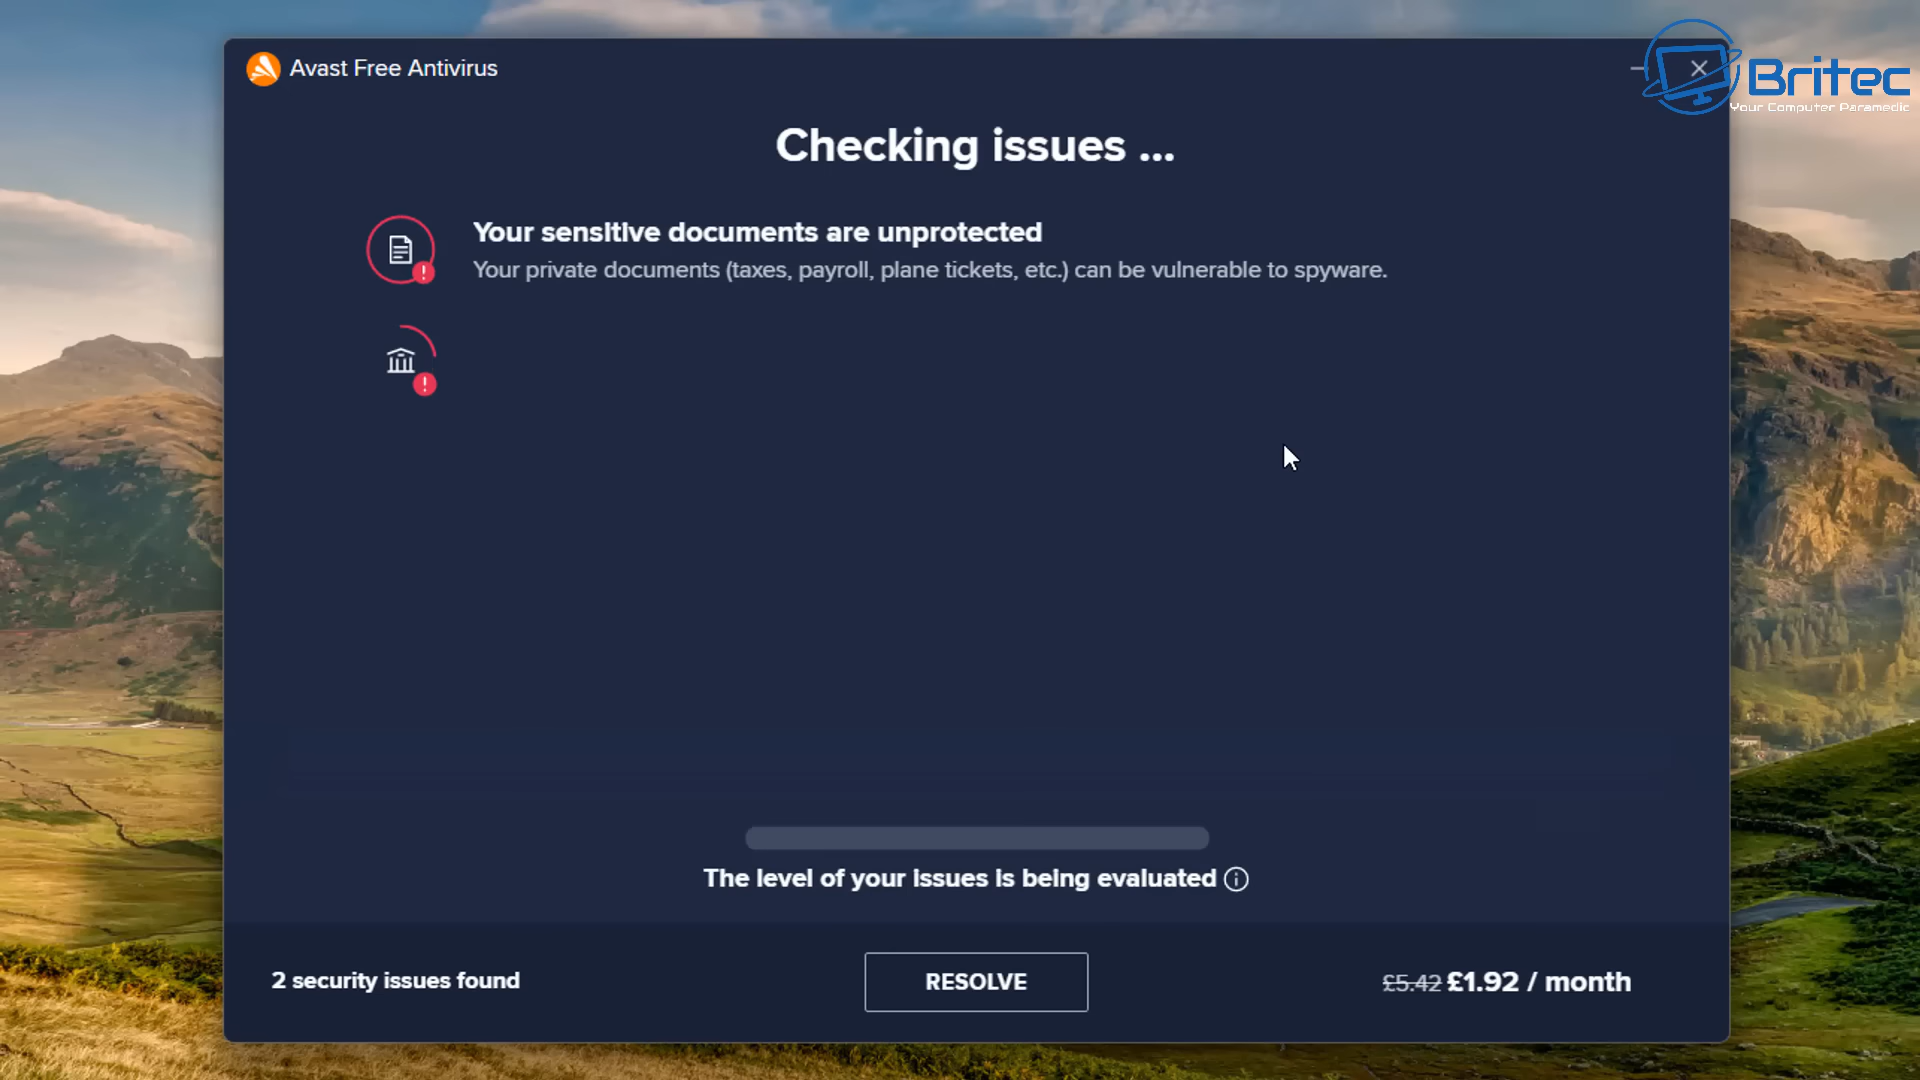 Avast Free Antivirus
Britec
Your Computer Paramedic
Checking issues ...
Your sensitive documents are unprotected
Your private documents (taxes, payroll, plane tickets, etc.) can be vulnerable to spyware.
The level of your issues is being evaluated
2 security issues found
RESOLVE
£5.42 £1.92 / month